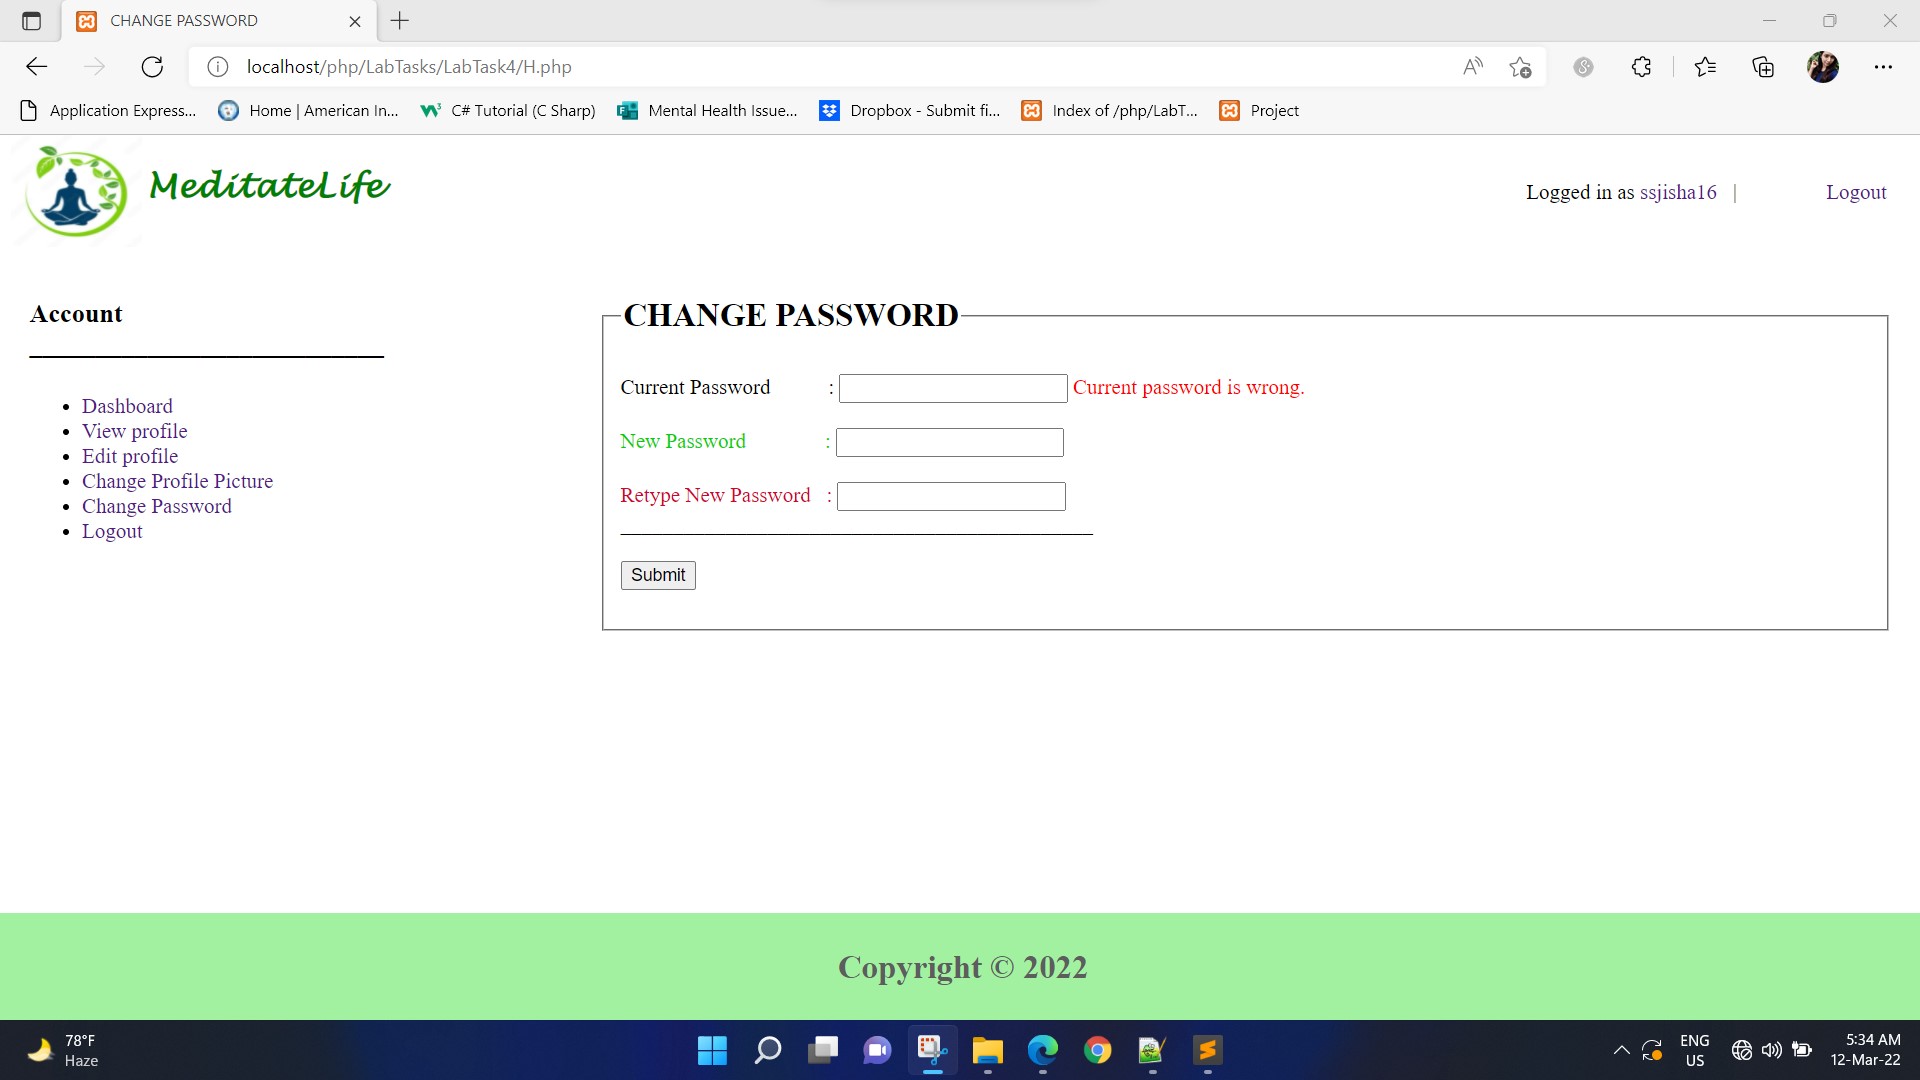 CHANGE PASSWORD
localhost/php/LabTasks/LabTask4/H.php
Application Express... Home | American In... C# Tutorial (C Sharp) Mental Health Issue... Dropbox - Submit fi... Index of /php/LabT... Project
MeditateLife
Logged in as ssjisha16 | Logout
Account
Dashboard
View profile
Edit profile
Change Profile Picture
Change Password
Logout
CHANGE PASSWORD
Current Password : Current password is wrong.
New Password :
Retype New Password :
Submit
Copyright © 2022
78°F
Haze
ENG
US
5:34 AM
12-Mar-22